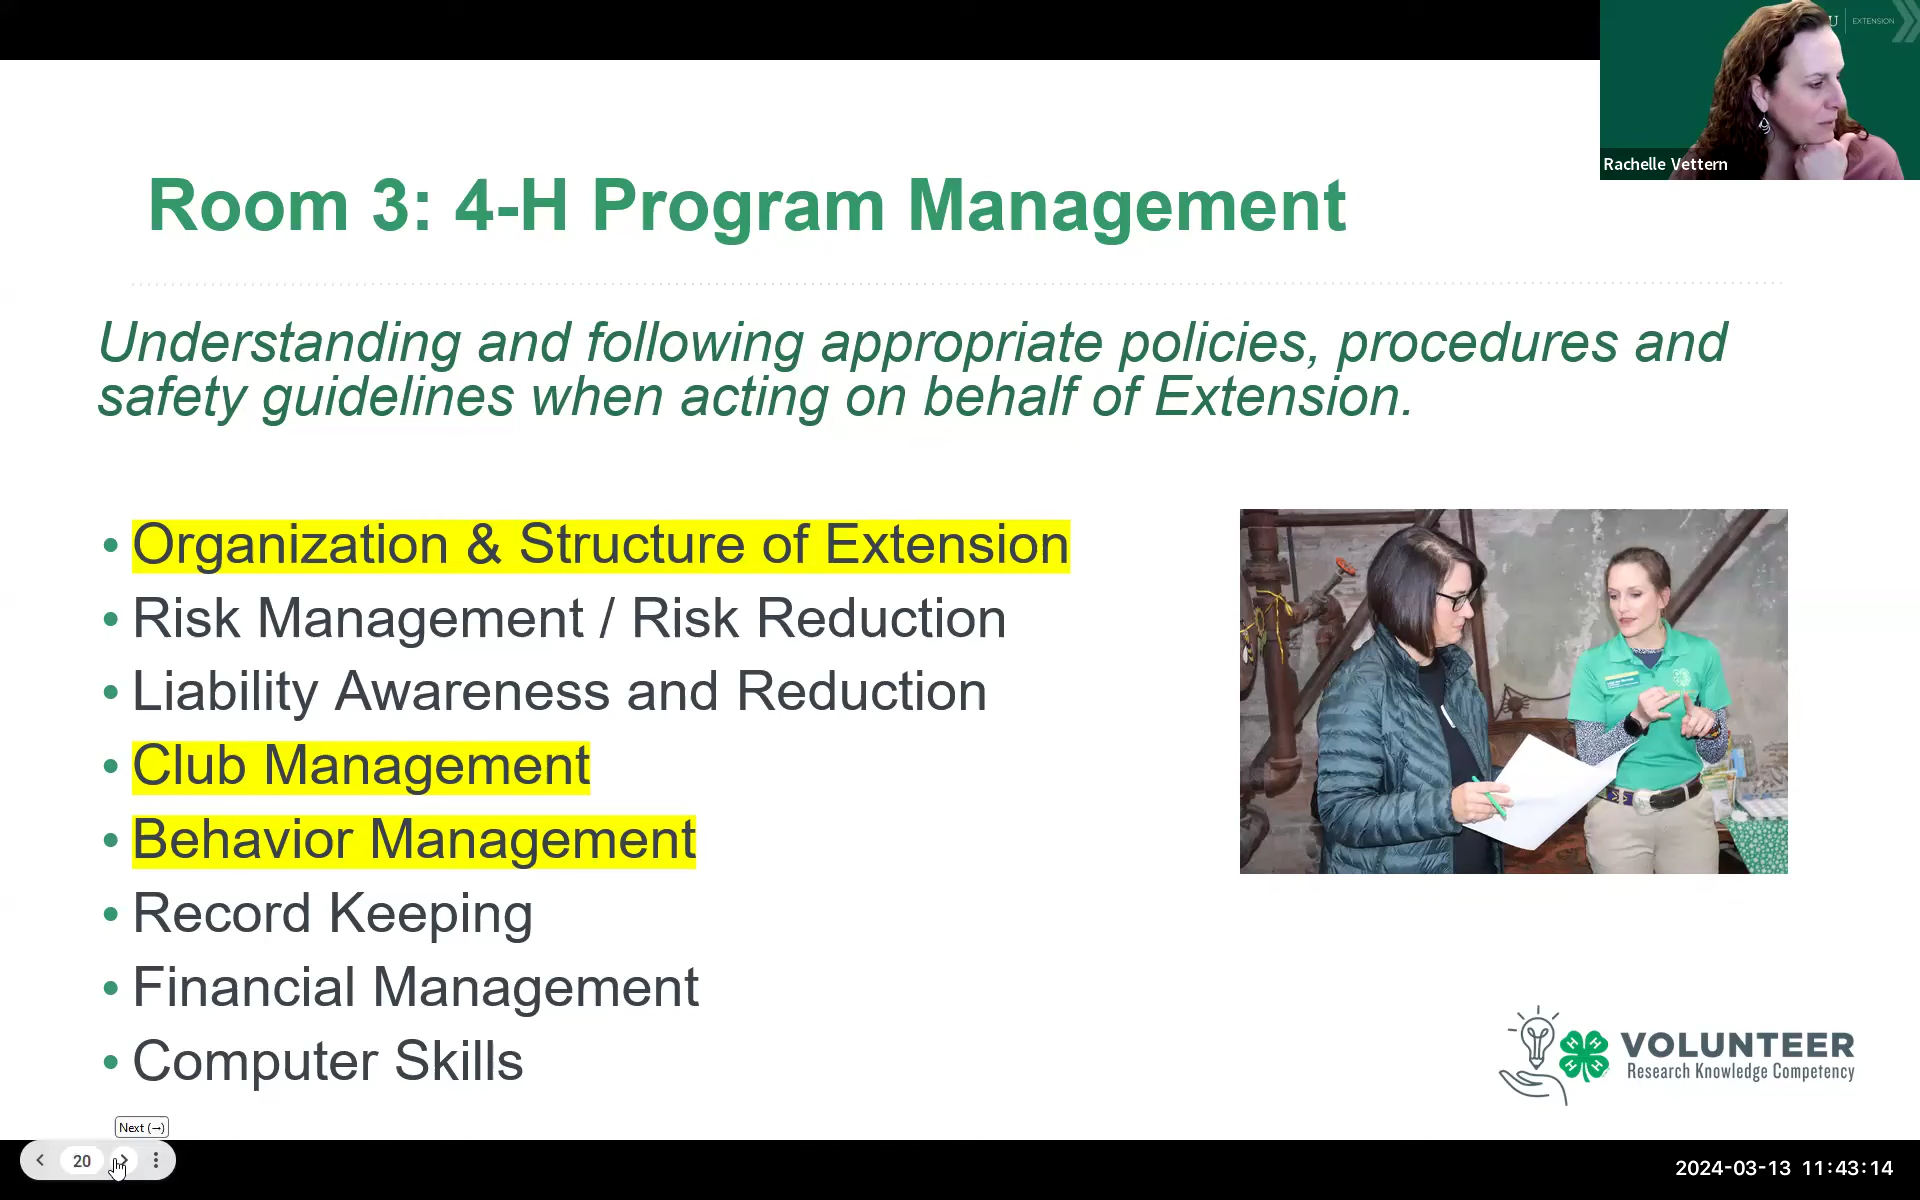 U EXTENSION
Rachelle Vettern
Room 3: 4-H Program Management
Understanding and following appropriate policies, procedures and
safety guidelines when acting on behalf of Extension.
• Organization & Structure of Extension
• Risk Management / Risk Reduction
• Liability Awareness and Reduction
• Club Management
• Behavior Management
• Record Keeping
• Financial Management
• Computer Skills
H H
H H
VOLUNTEER
Research Knowledge Competency
Next (→)
20
2024-03-13 11:43:14